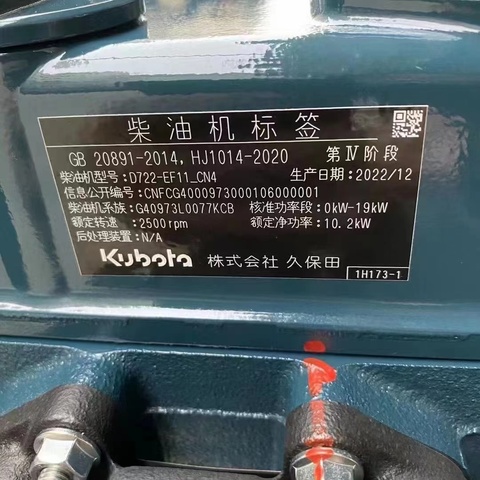 柴油机标签
GB 20891-2014, HJ1014-2020 第Ⅳ阶段
柴油机型号:D722-EF11_CN4 生产日期:2022/12
信息公开编号:CNFCG4000973000106000001
柴油机系族:G40973L0077KCB 核准功率段:0kW-19kW
额定转速 :2500rpm 额定净功率:10.2kW
后处理装置:N/A
Kubota 株式会社 久保田
1H173-1